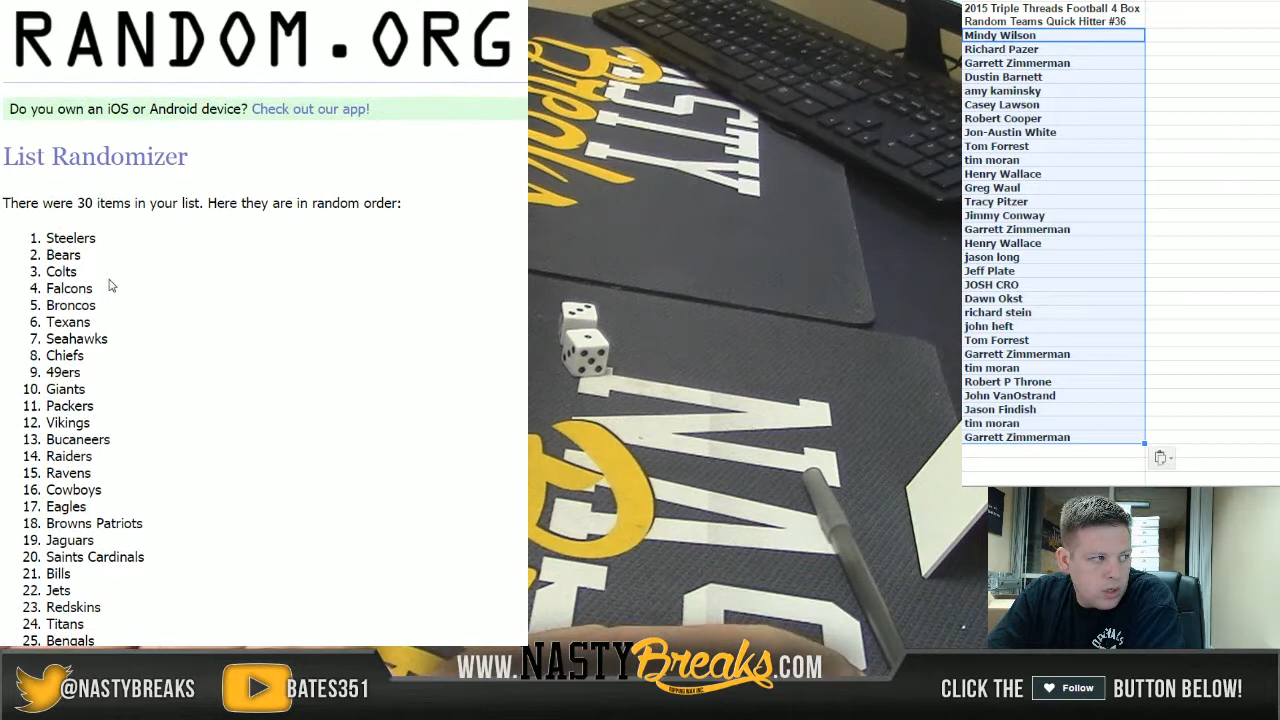 RANDOM.ORG
Do you own an iOS or Android device? Check out our app!
List Randomizer
There were 30 items in your list. Here they are in random order:
1. Steelers
2. Bears
3. Colts
4. Falcons
5. Broncos
6. Texans
7. Seahawks
8. Chiefs
9. 49ers
10. Giants
11. Packers
12. Vikings
13. Bucaneers
14. Raiders
15. Ravens
16. Cowboys
17. Eagles
18. Browns Patriots
19. Jaguars
20. Saints Cardinals
21. Bills
22. Jets
23. Redskins
24. Titans
25. Bengals
2015 Triple Threads Football 4 Box
Random Teams Quick Hitter #36
Mindy Wilson
Richard Pazer
Garrett Zimmerman
Dustin Barnett
amy kaminsky
Casey Lawson
Robert Cooper
Jon-Austin White
Tom Forrest
tim moran
Henry Wallace
Greg Waul
Tracy Pitzer
Jimmy Conway
Garrett Zimmerman
Henry Wallace
jason long
Jeff Plate
JOSH CRO
Dawn Okst
richard stein
john heft
Tom Forrest
Garrett Zimmerman
tim moran
Robert P Throne
John VanOstrand
Jason Findish
tim moran
Garrett Zimmerman
@NASTYBREAKS
BATES351
WWW.NASTYBreaks.COM
RIPPING WAX INC.
CLICK THE Follow BUTTON BELOW!